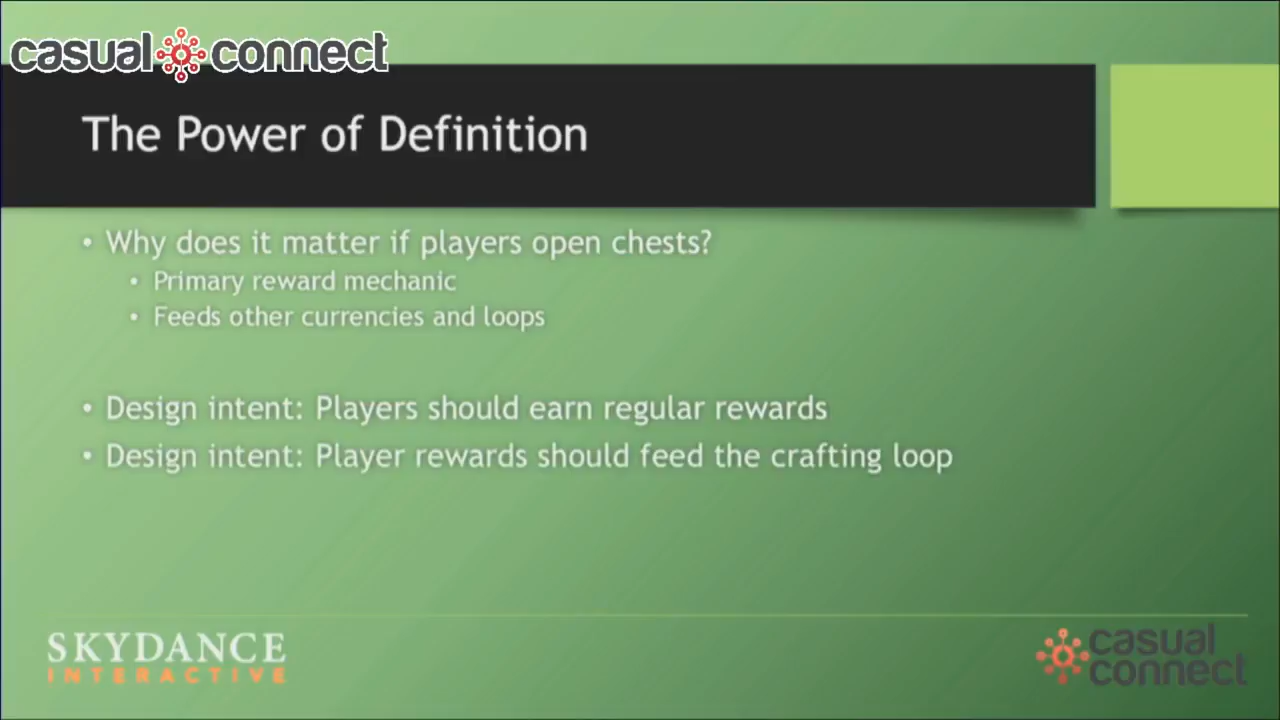 casual connect
The Power of Definition
• Why does it matter if players open chests?
• Primary reward mechanic
• Feeds other currencies and loops
• Design intent: Players should earn regular rewards
• Design intent: Player rewards should feed the crafting loop
SKYDANCE
INTERACTIVE
casual
connect